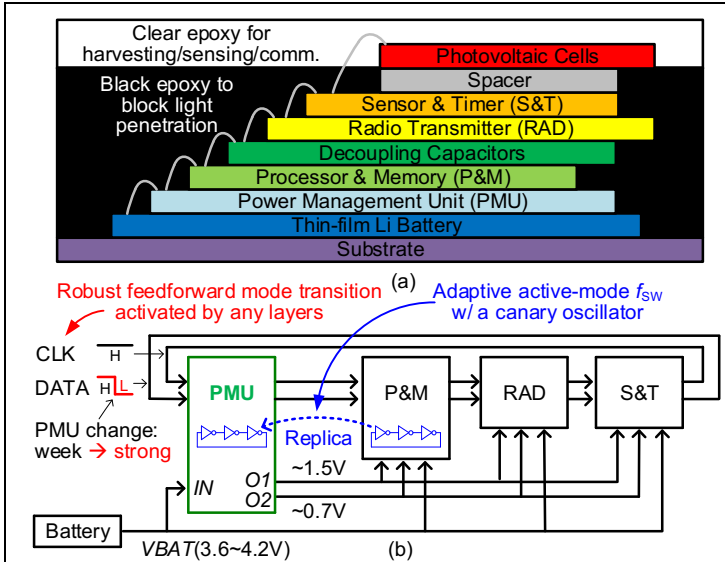 Clear epoxy for
harvesting/sensing/comm.
Photovoltaic Cells
Black epoxy to
block light
penetration
Spacer
Sensor & Timer (S&T)
Radio Transmitter (RAD)
Decoupling Capacitors
Processor & Memory (P&M)
Power Management Unit (PMU)
Thin-film Li Battery
Substrate
(a)
Robust feedforward mode transition
activated by any layers
Adaptive active-mode fSW
w/ a canary oscillator
CLK H
DATA H L
PMU change:
week → strong
PMU
P&M
RAD
S&T
Replica
IN
O1
O2
~1.5V
~0.7V
Battery
VBAT(3.6~4.2V)
(b)